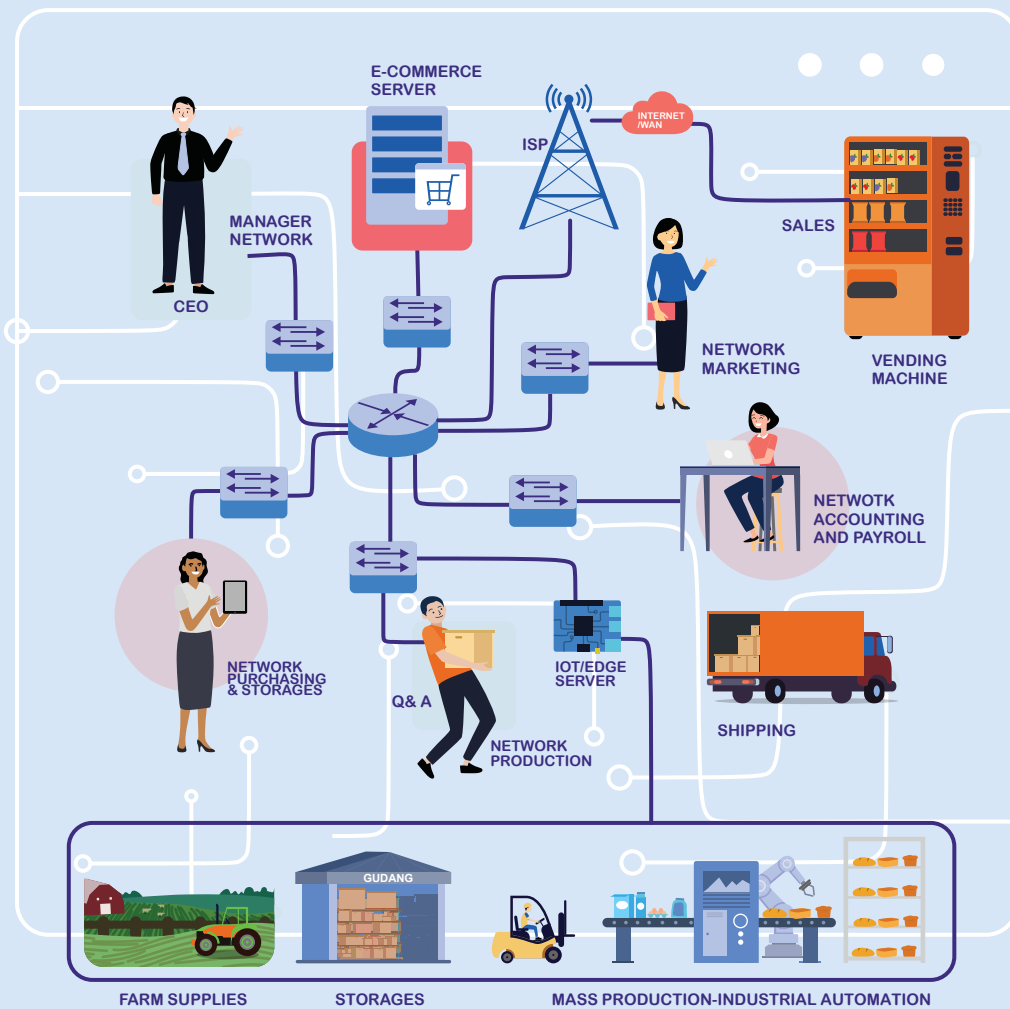 E-COMMERCE
SERVER
INTERNET
/WAN
ISP
MANAGER
NETWORK
SALES
CEO
NETWORK
MARKETING
VENDING
MACHINE
NETWOTK
ACCOUNTING
AND PAYROLL
NETWORK
PURCHASING
& STORAGES
IOT/EDGE
SERVER
Q& A
SHIPPING
NETWORK
PRODUCTION
GUDANG
FARM SUPPLIES
STORAGES
MASS PRODUCTION-INDUSTRIAL AUTOMATION